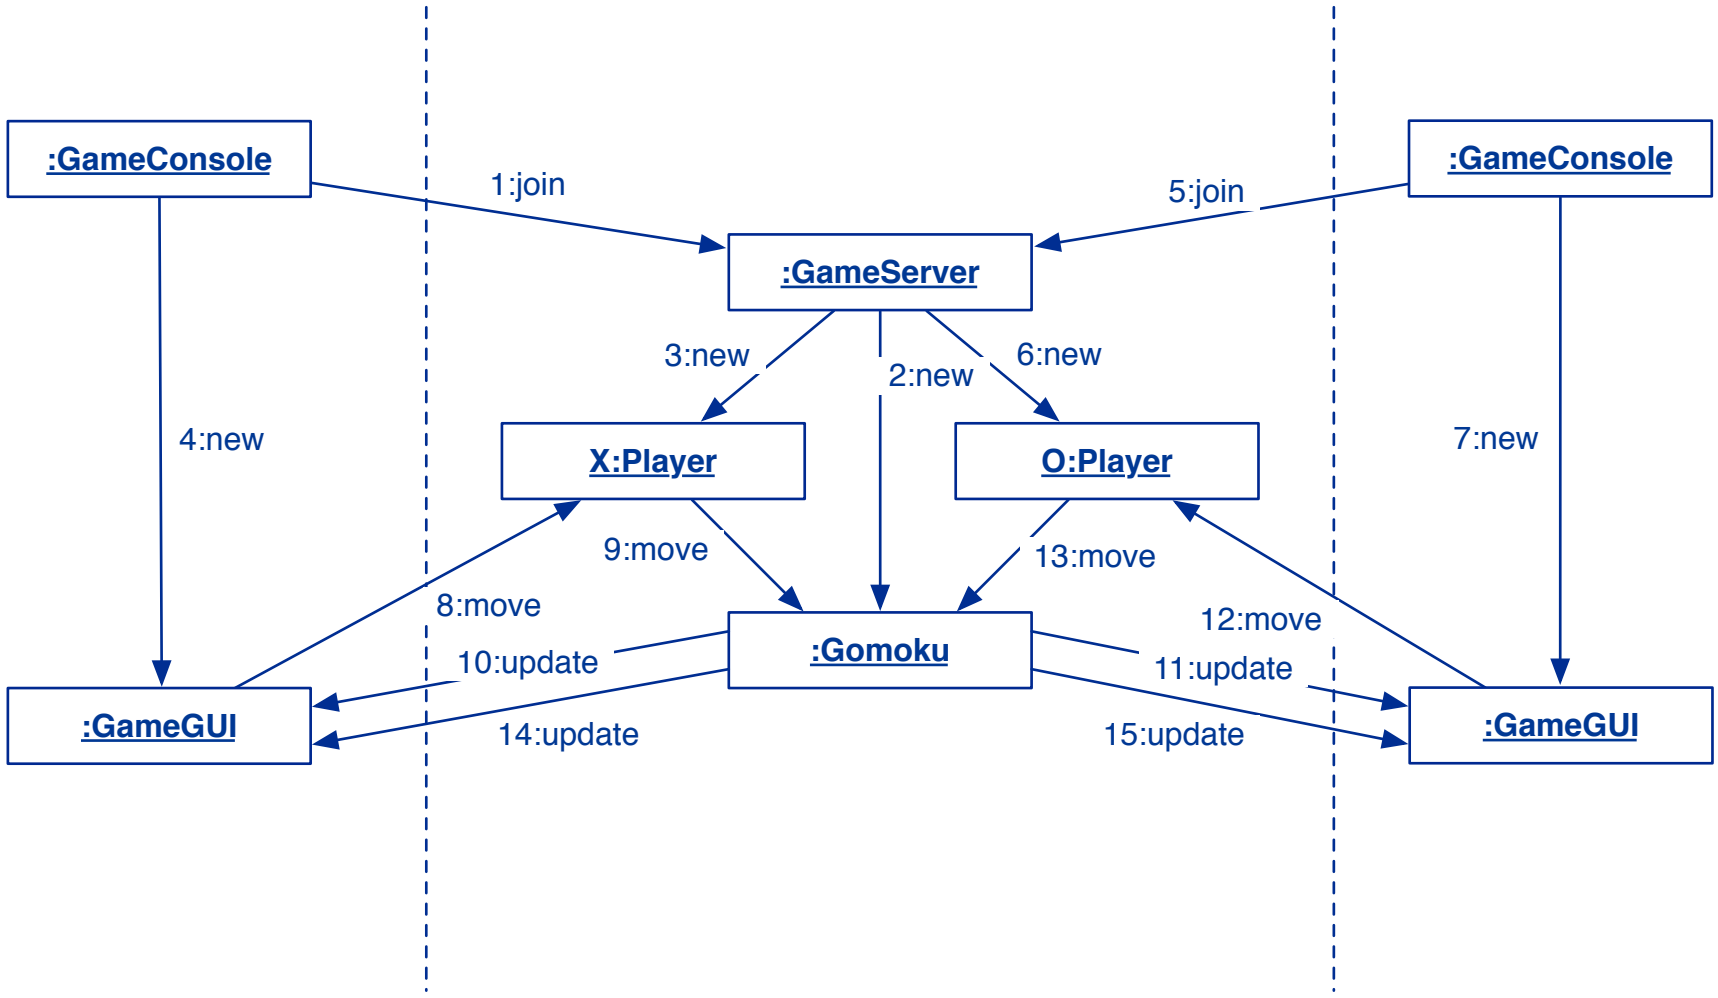 :GameConsole
:GameConsole
1:join
5:join
:GameServer
3:new
2:new
6:new
4:new
7:new
X:Player
O:Player
9:move
13:move
8:move
12:move
:Gomoku
10:update
11:update
:GameGUI
:GameGUI
14:update
15:update